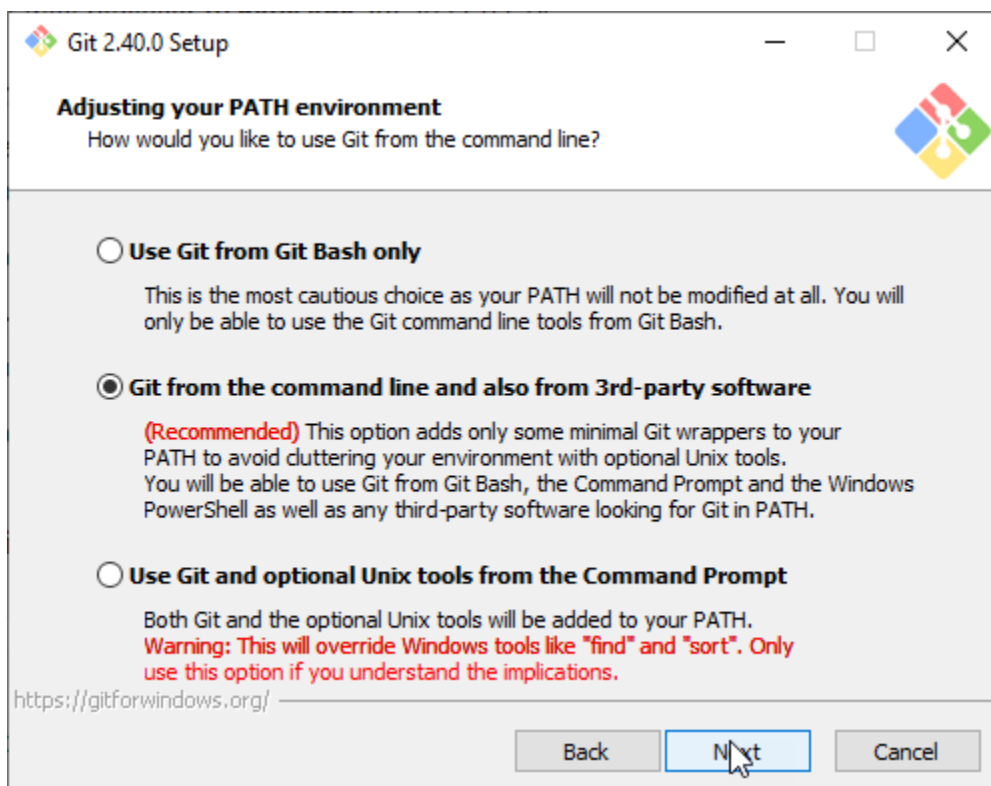 Git 2.40.0 Setup
Adjusting your PATH environment
How would you like to use Git from the command line?
Use Git from Git Bash only
This is the most cautious choice as your PATH will not be modified at all. You will
only be able to use the Git command line tools from Git Bash.
Git from the command line and also from 3rd-party software
(Recommended) This option adds only some minimal Git wrappers to your
PATH to avoid cluttering your environment with optional Unix tools.
You will be able to use Git from Git Bash, the Command Prompt and the Windows
PowerShell as well as any third-party software looking for Git in PATH.
Use Git and optional Unix tools from the Command Prompt
Both Git and the optional Unix tools will be added to your PATH.
Warning: This will override Windows tools like "find" and "sort". Only
use this option if you understand the implications.
https://gitforwindows.org/
Back Next Cancel